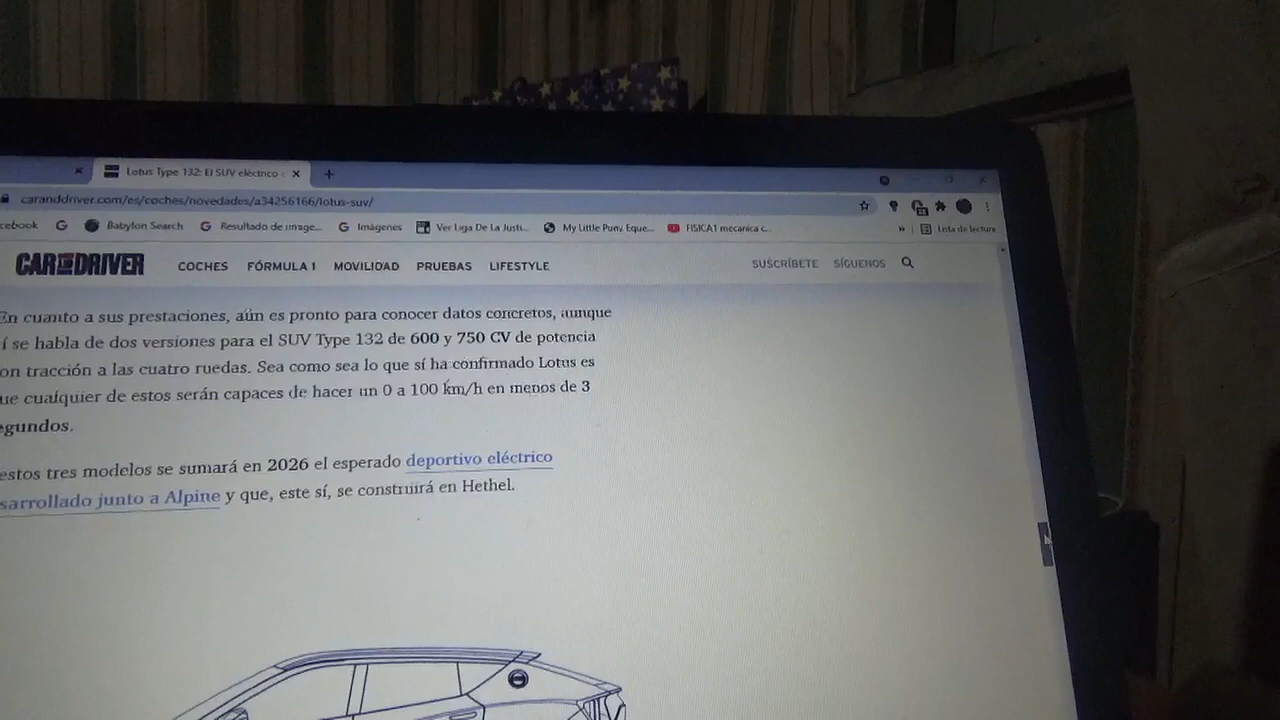 Lotus Type 132: El SUV eléctrico
caranddriver.com/es/coches/novedades/a34256166/lotus-suv/
cebook Babylon Search Resultado de image... Imágenes Ver Liga De La Justi... My Little Pony Eque... FISICA1 mecanica c... » Lista de lectura
CAR AND DRIVER COCHES FÓRMULA 1 MOVILIDAD PRUEBAS LIFESTYLE SUSCRÍBETE SÍGUENOS
En cuanto a sus prestaciones, aún es pronto para conocer datos concretos, aunque
í se habla de dos versiones para el SUV Type 132 de 600 y 750 CV de potencia
on tracción a las cuatro ruedas. Sea como sea lo que sí ha confirmado Lotus es
ue cualquier de estos serán capaces de hacer un 0 a 100 km/h en menos de 3
egundos.
estos tres modelos se sumará en 2026 el esperado deportivo eléctrico
sarrollado junto a Alpine y que, este sí, se construirá en Hethel.